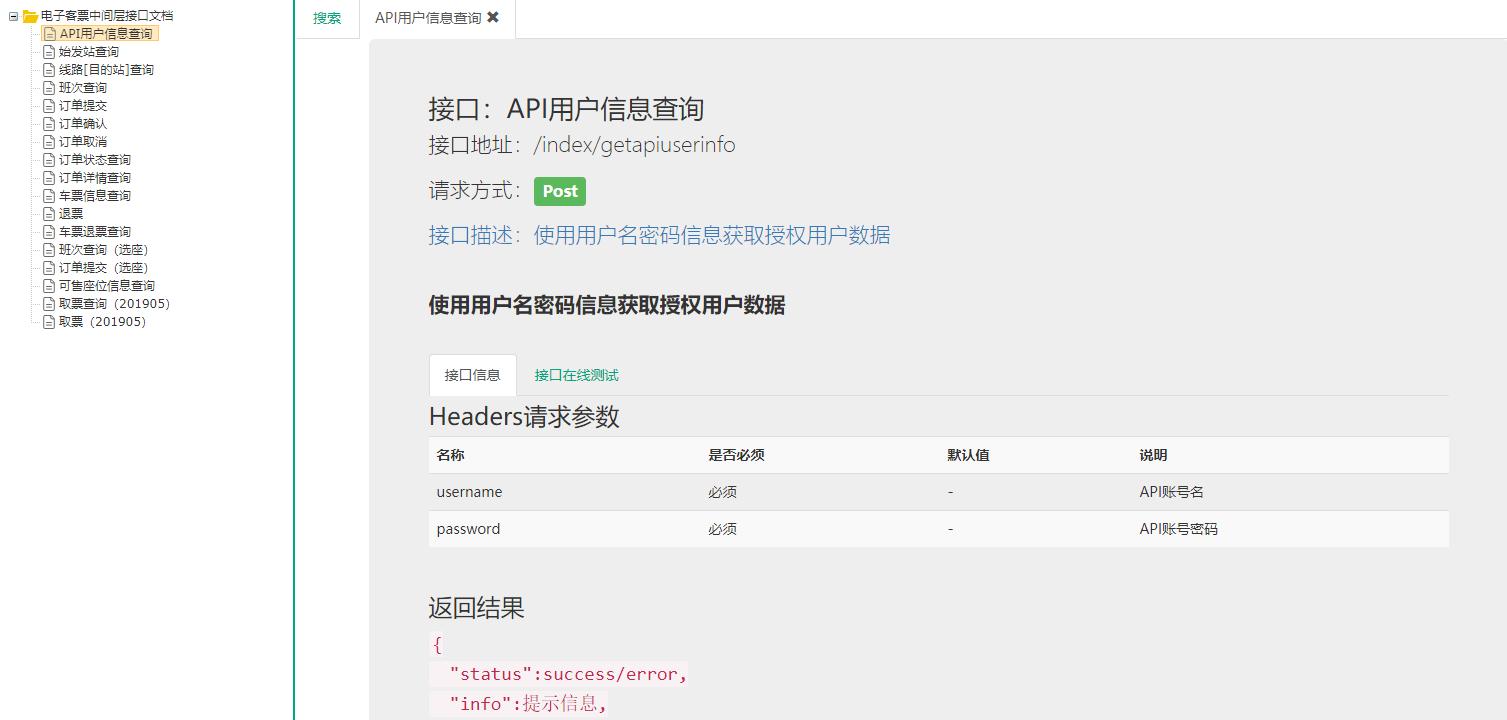 电子客票中间层接口文档
API用户信息查询
始发站查询
线路[目的站]查询
班次查询
订单提交
订单确认
订单取消
订单状态查询
订单详情查询
车票信息查询
退票
车票退票查询
班次查询（选座）
订单提交（选座）
可售座位信息查询
取票查询（201905）
取票（201905）
搜索 API用户信息查询 ✖
接口：API用户信息查询
接口地址：/index/getapiuserinfo
请求方式：Post
接口描述：使用用户名密码信息获取授权用户数据
使用用户名密码信息获取授权用户数据
接口信息 接口在线测试
Headers请求参数
名称 是否必须 默认值 说明
username 必须 - API账号名
password 必须 - API账号密码
返回结果
{
"status":success/error,
"info":提示信息,